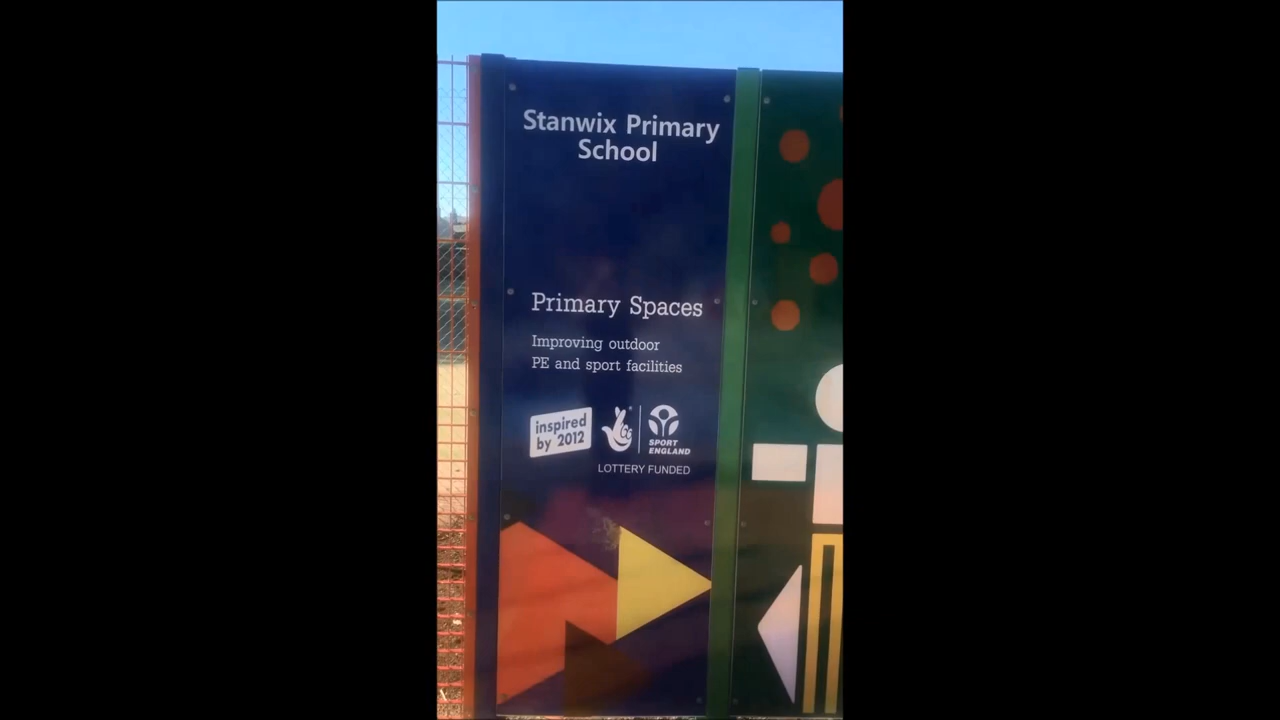 Stanwix Primary
School
Primary Spaces
Improving outdoor
PE and sport facilities
inspired
by 2012
SPORT
ENGLAND
LOTTERY FUNDED